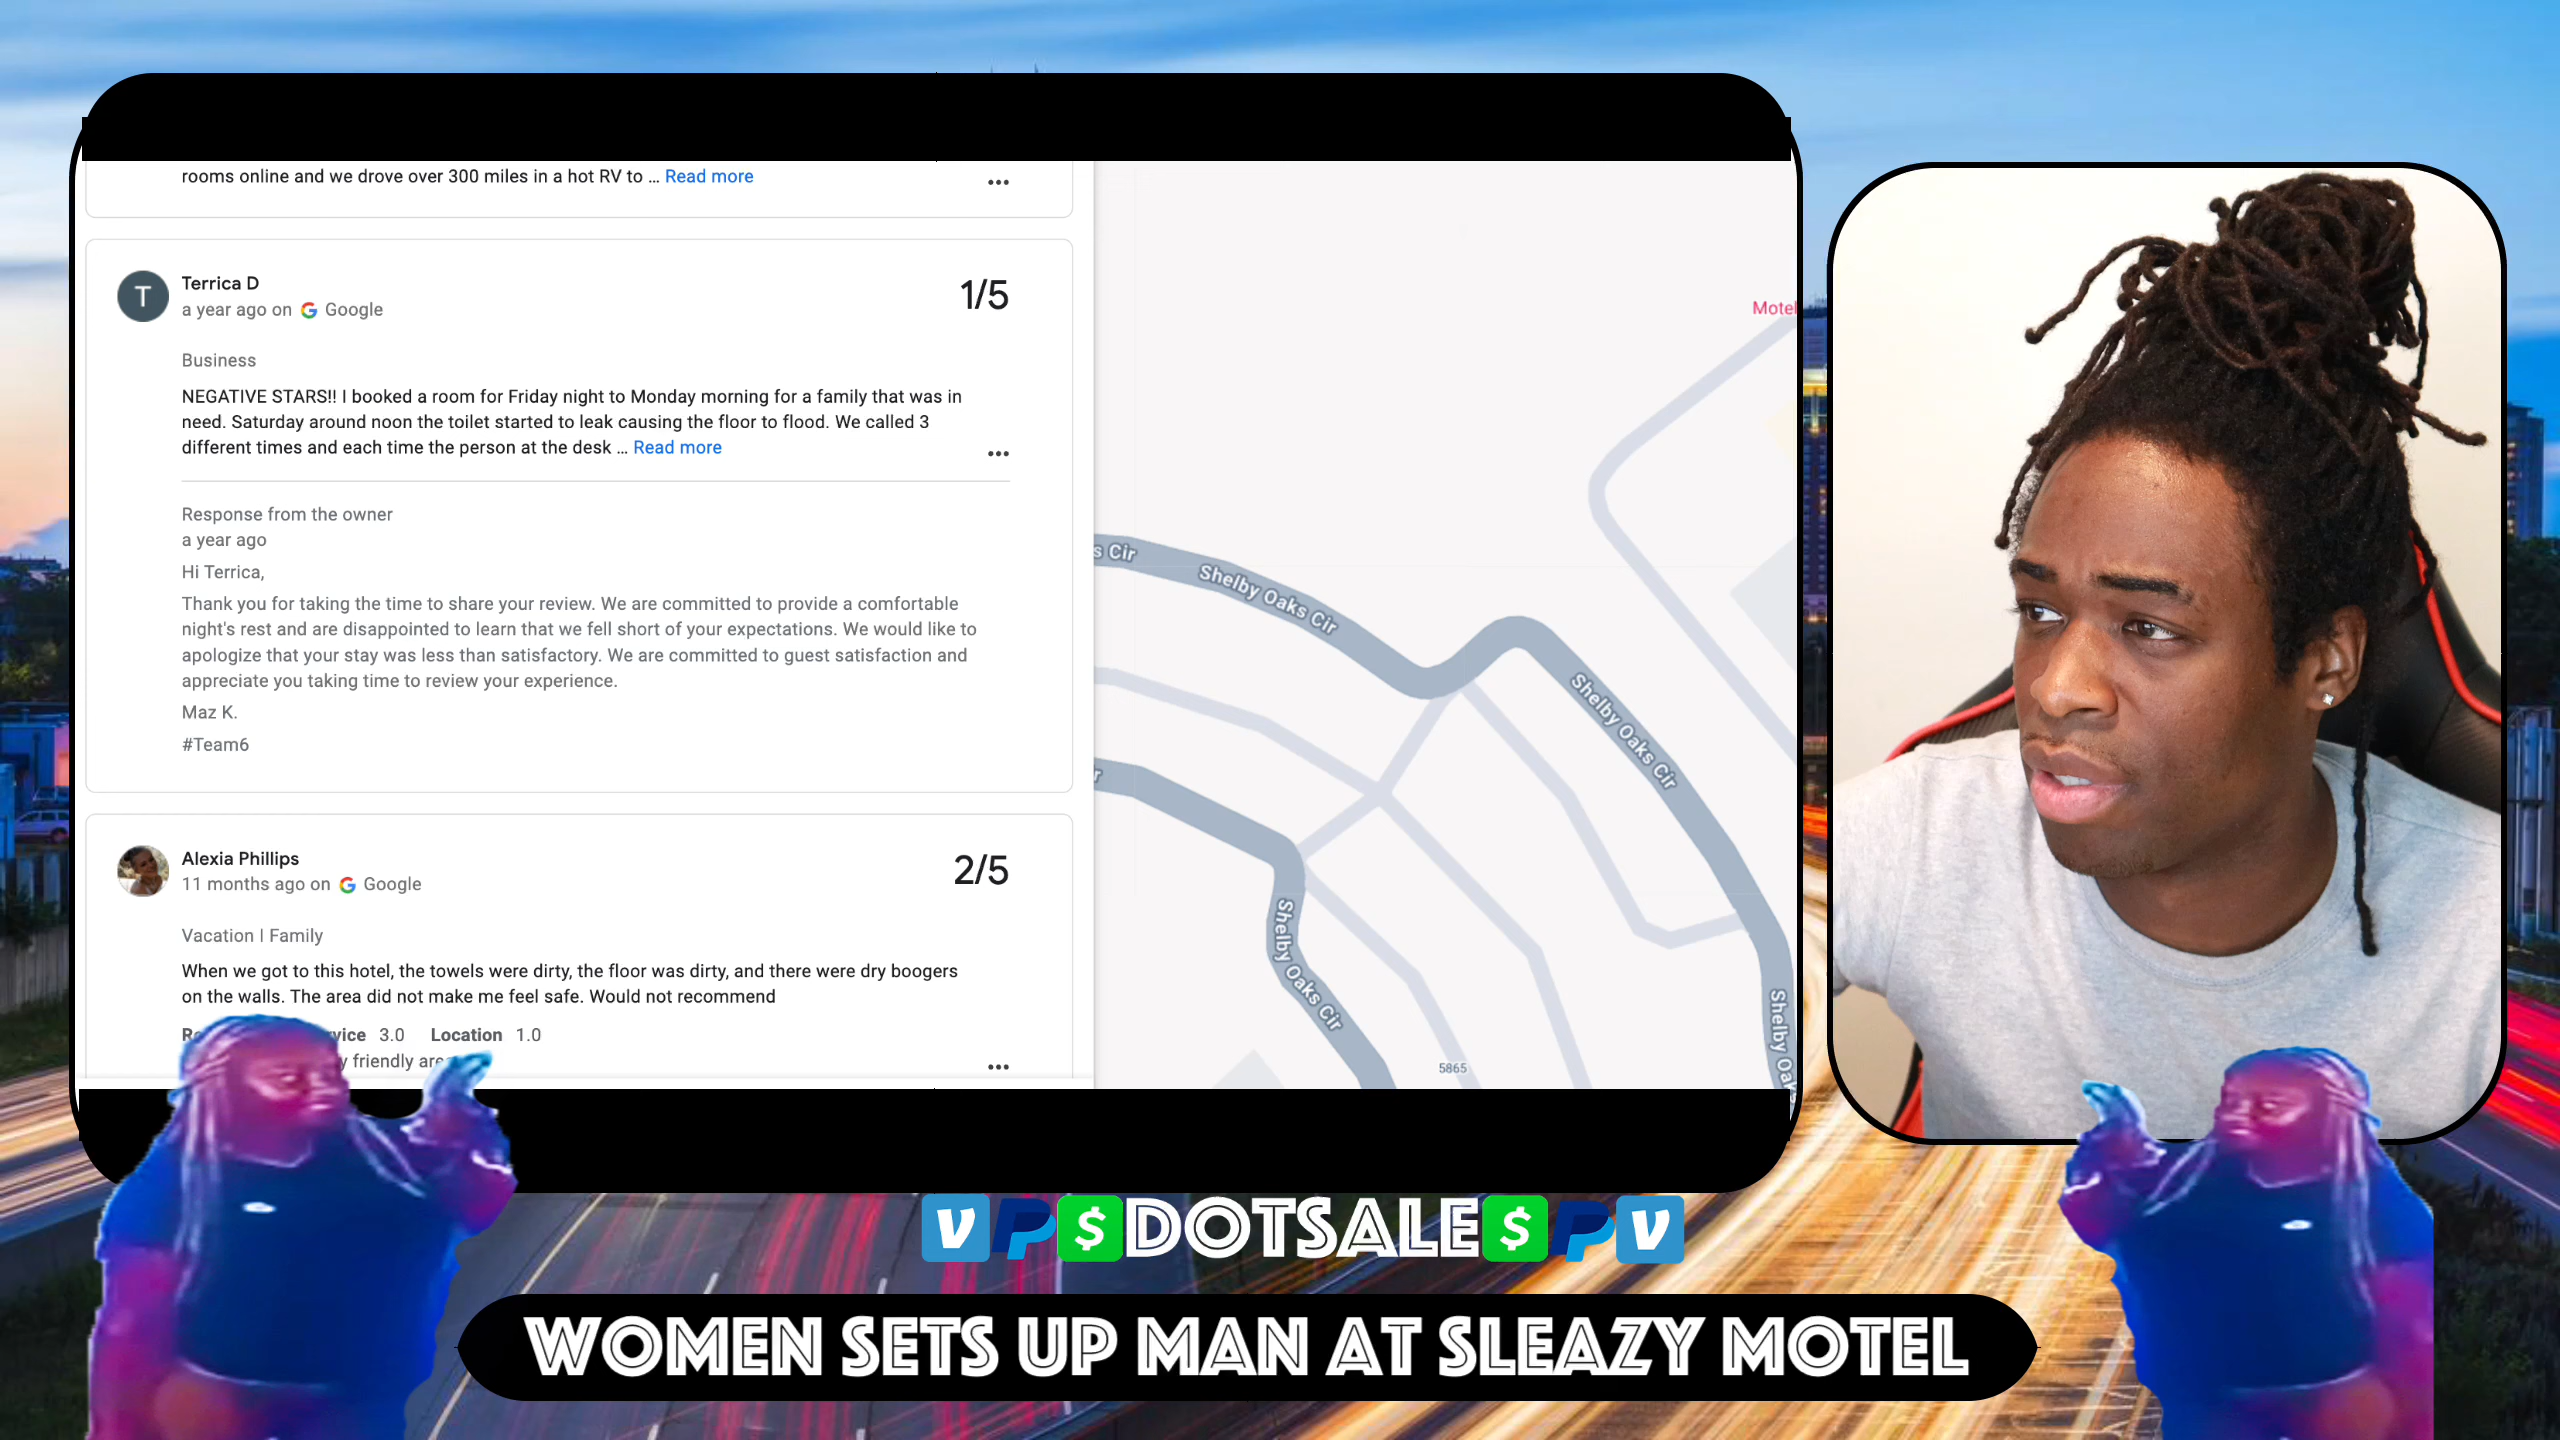 rooms online and we drove over 300 miles in a hot RV to ... Read more
T
Terrica D
a year ago on Google
1/5
Business
NEGATIVE STARS!! I booked a room for Friday night to Monday morning for a family that was in
need. Saturday around noon the toilet started to leak causing the floor to flood. We called 3
different times and each time the person at the desk ... Read more
Response from the owner
a year ago
Hi Terrica,
Thank you for taking the time to share your review. We are committed to provide a comfortable
night's rest and are disappointed to learn that we fell short of your expectations. We would like to
apologize that your stay was less than satisfactory. We are committed to guest satisfaction and
appreciate you taking time to review your experience.
Maz K.
#Team6
Alexia Phillips
11 months ago on Google
2/5
Vacation | Family
When we got to this hotel, the towels were dirty, the floor was dirty, and there were dry boogers
on the walls. The area did not make me feel safe. Would not recommend
3.0 Location 1.0
friendly
Motel
s Cir
Shelby Oaks Cir
Shelby Oaks Cir
Shelby Oaks Cir
Shelby Oa
5865
V P $ DOTSALE $ P V
WOMEN SETS UP MAN AT SLEAZY MOTEL